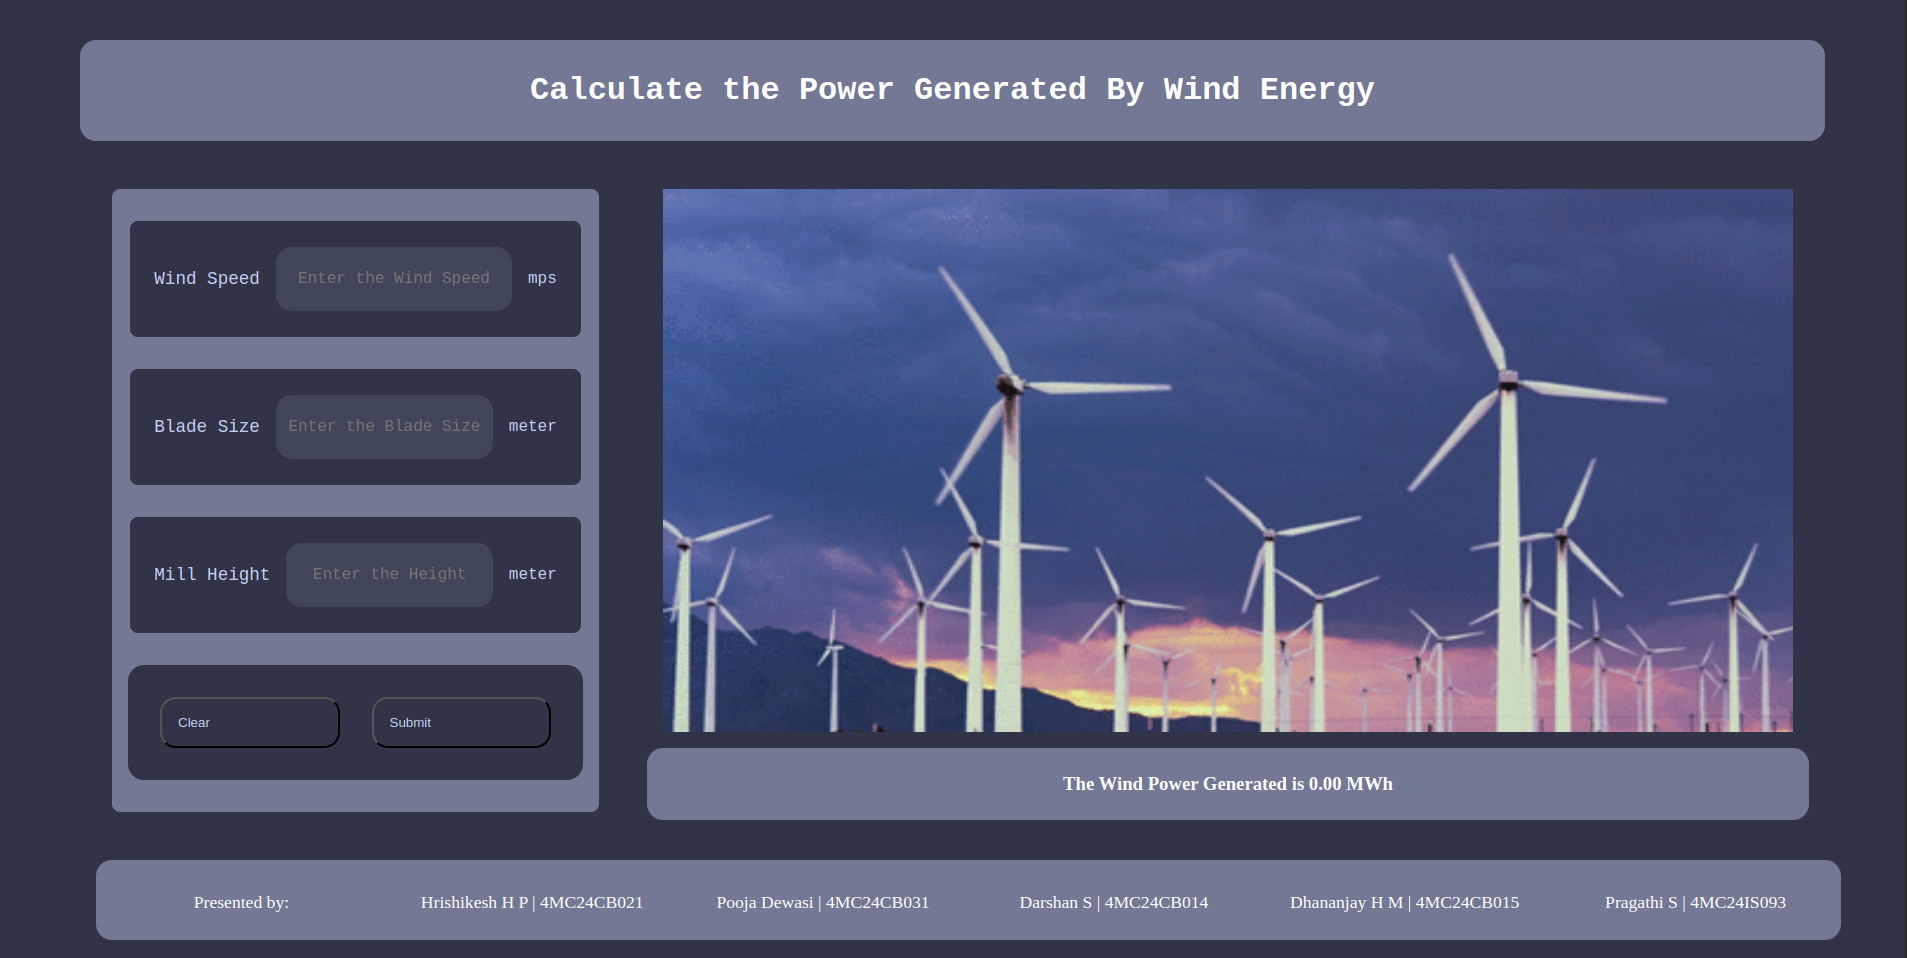 Calculate the Power Generated By Wind Energy
Wind Speed Enter the Wind Speed mps
Blade Size Enter the Blade Size meter
Mill Height Enter the Height meter
Clear Submit
The Wind Power Generated is 0.00 MWh
Presented by: Hrishikesh H P | 4MC24CB021 Pooja Dewasi | 4MC24CB031 Darshan S | 4MC24CB014 Dhananjay H M | 4MC24CB015 Pragathi S | 4MC24IS093